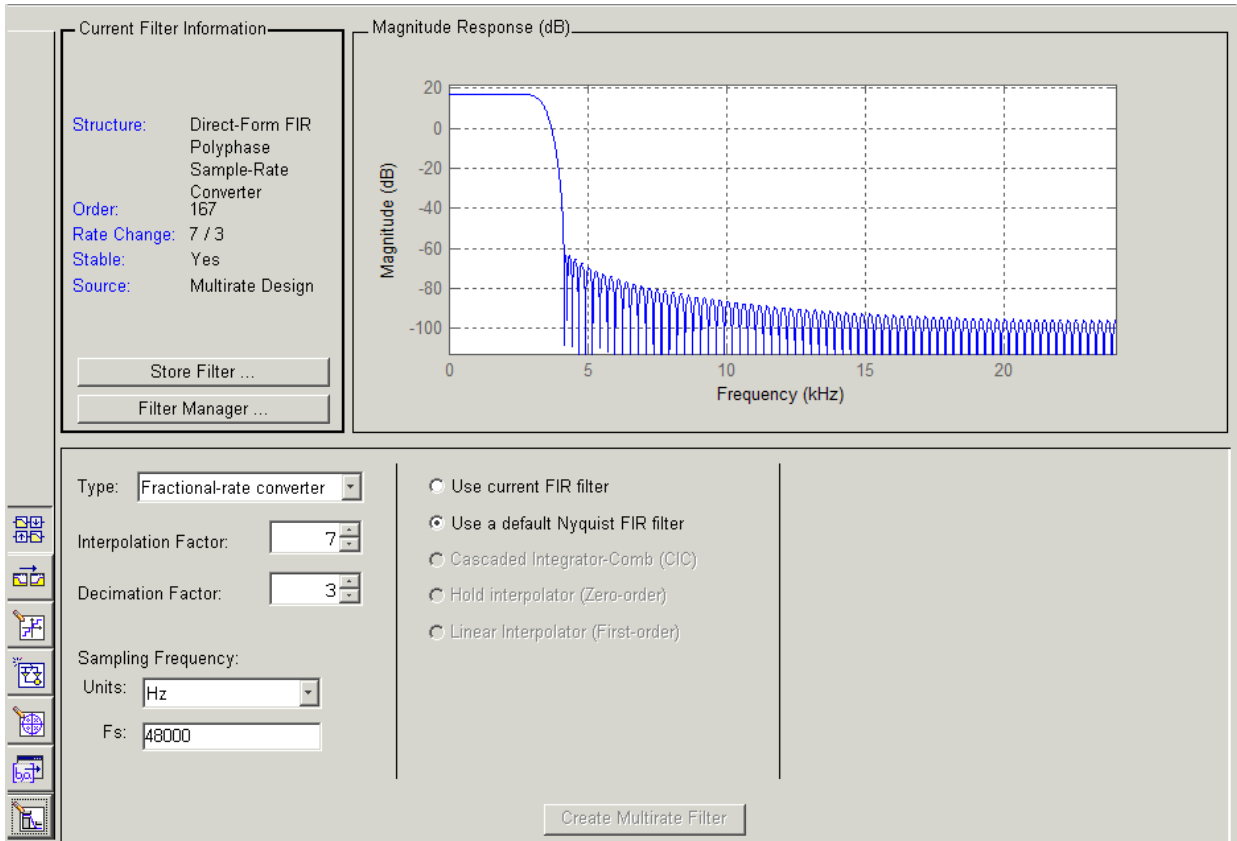 Current Filter Information
Structure: Direct-Form FIR
Polyphase
Sample-Rate
Converter
Order: 167
Rate Change: 7 / 3
Stable: Yes
Source: Multirate Design
Store Filter ...
Filter Manager ...
Magnitude Response (dB)
20
0
-20
-40
-60
-80
-100
Magnitude (dB)
0 5 10 15 20
Frequency (kHz)
Type: Fractional-rate converter
Interpolation Factor: 7
Decimation Factor: 3
Sampling Frequency:
Units: Hz
Fs: 48000
Use current FIR filter
Use a default Nyquist FIR filter
Cascaded Integrator-Comb (CIC)
Hold interpolator (Zero-order)
Linear Interpolator (First-order)
Create Multirate Filter
[b,a]